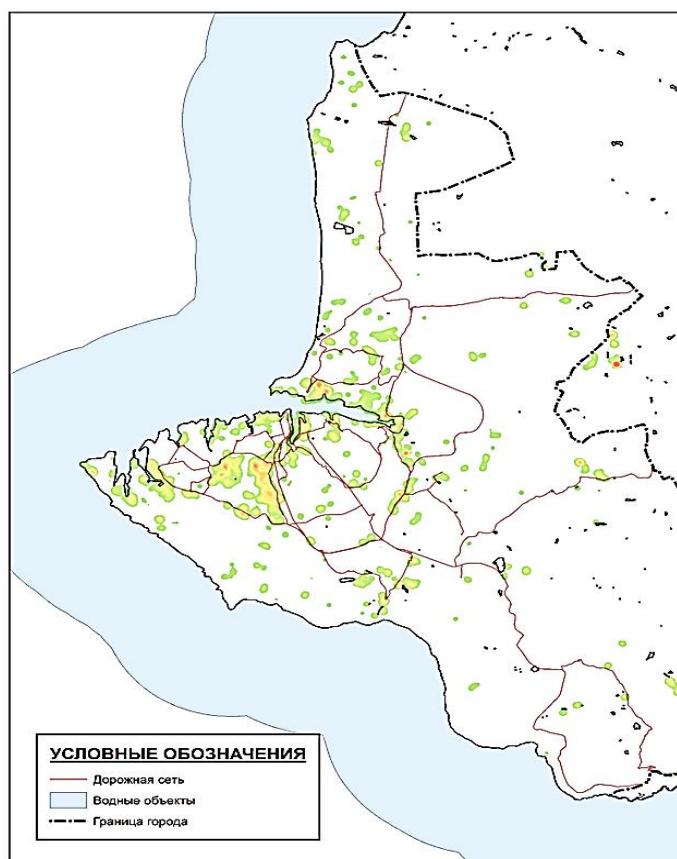 УСЛОВНЫЕ ОБОЗНАЧЕНИЯ
Дорожная сеть
Водные объекты
Граница города